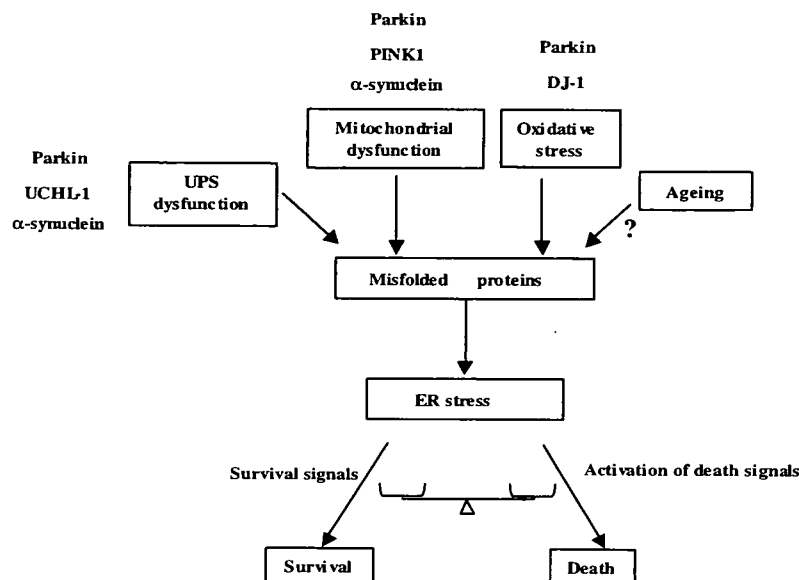 Parkin
PINK1
α-synuclein
Parkin
DJ-1
Mitochondrial
dysfunction
Oxidative
stress
Parkin
UCHL-1
α-synuclein
UPS
dysfunction
Ageing
?
Misfolded proteins
ER stress
Survival signals
Activation of death signals
Survival
Death